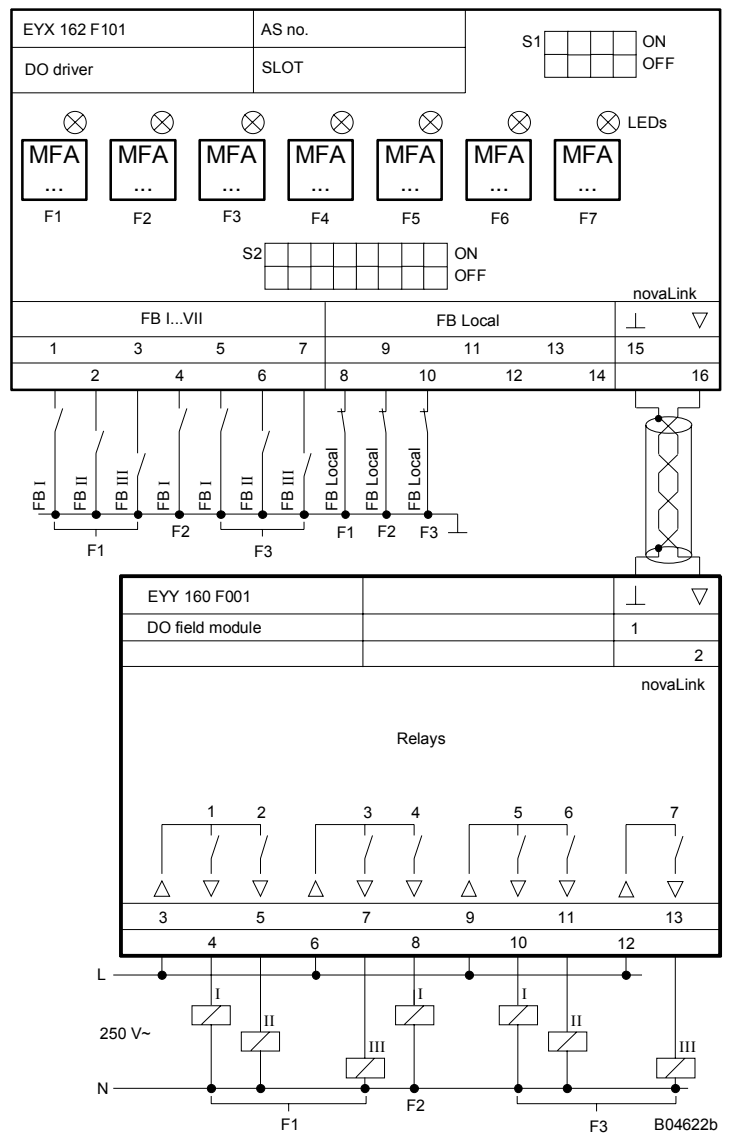 EYX 162 F101 AS no.
S1 ON
OFF
DO driver SLOT
LEDs
MFA MFA MFA MFA MFA MFA MFA
... ... ... ... ... ... ...
F1 F2 F3 F4 F5 F6 F7
S2 ON
OFF
novaLink
FB I...VII FB Local
1 3 5 7 9 11 13 15
2 4 6 8 10 12 14 16
FB I FB II FB III FB I FB I FB II FB III FB Local FB Local FB Local
F2 F1 F2 F3
F1 F3
EYY 160 F001
DO field module 1
2
novaLink
Relays
1 2 3 4 5 6 7
3 5 7 9 11 13
4 6 8 10 12
L
I I I
250 V~ II II
III III
N
F2
F1 F3 B04622b